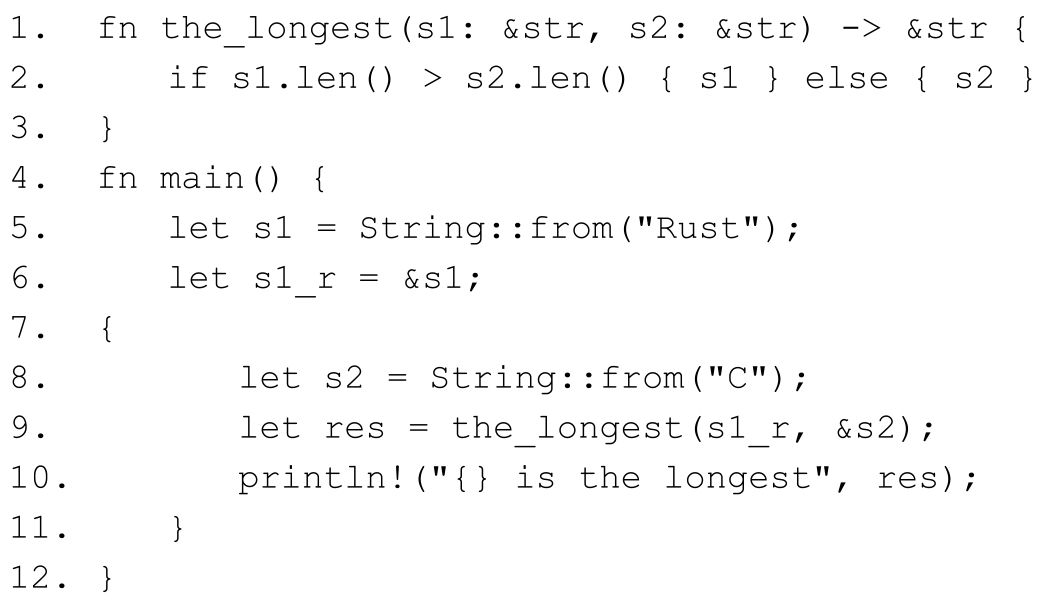 1. fn the_longest(s1: &str, s2: &str) -> &str {
2. if s1.len() > s2.len() { s1 } else { s2 }
3. }
4. fn main() {
5. let s1 = String::from("Rust");
6. let s1_r = &s1;
7. {
8. let s2 = String::from("C");
9. let res = the_longest(s1_r, &s2);
10. println!("{} is the longest", res);
11. }
12. }